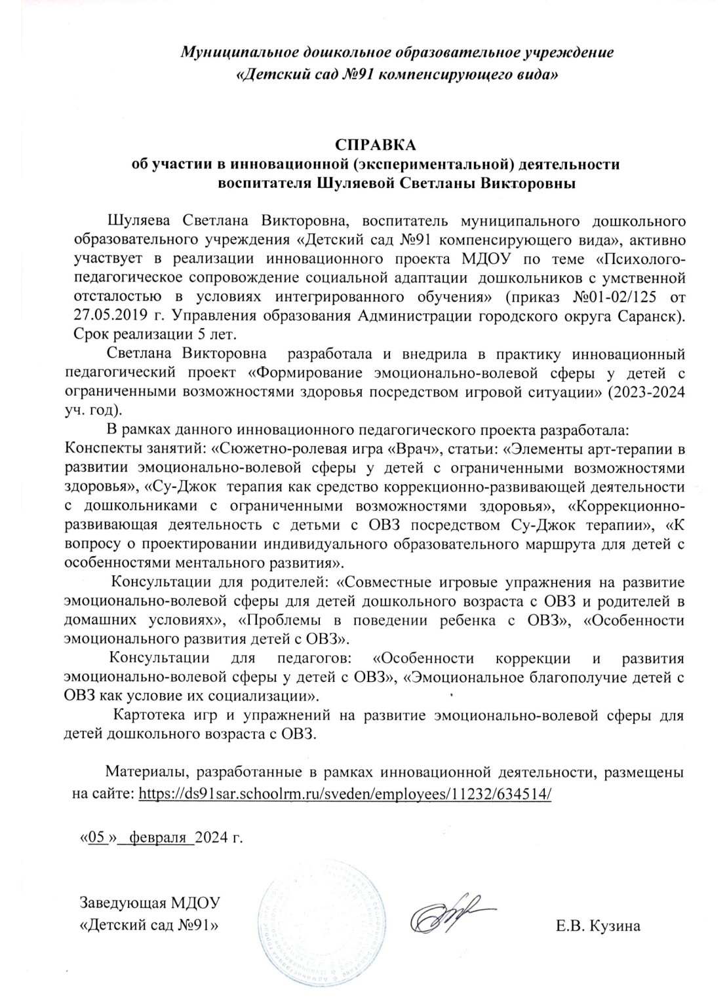 Муниципальное дошкольное образовательное учреждение
«Детский сад №91 компенсирующего вида»
СПРАВКА
об участии в инновационной (экспериментальной) деятельности
воспитателя Шуляевой Светланы Викторовны
Шуляева Светлана Викторовна, воспитатель муниципального дошкольного
образовательного учреждения «Детский сад №91 компенсирующего вида», активно
участвует в реализации инновационного проекта МДОУ по теме «Психолого-
педагогическое сопровождение социальной адаптации дошкольников с умственной
отсталостью в условиях интегрированного обучения» (приказ №01-02/125 от
27.05.2019 г. Управления образования Администрации городского округа Саранск).
Срок реализации 5 лет.
Светлана Викторовна разработала и внедрила в практику инновационный
педагогический проект «Формирование эмоционально-волевой сферы у детей с
ограниченными возможностями здоровья посредством игровой ситуации» (2023-2024
уч. год).
В рамках данного инновационного педагогического проекта разработала:
Конспекты занятий: «Сюжетно-ролевая игра «Врач», статьи: «Элементы арт-терапии в
развитии эмоционально-волевой сферы у детей с ограниченными возможностями
здоровья», «Су-Джок терапия как средство коррекционно-развивающей деятельности
с дошкольниками с ограниченными возможностями здоровья», «Коррекционно-
развивающая деятельность с детьми с ОВЗ посредством Су-Джок терапии», «К
вопросу о проектировании индивидуального образовательного маршрута для детей с
особенностями ментального развития».
Консультации для родителей: «Совместные игровые упражнения на развитие
эмоционально-волевой сферы для детей дошкольного возраста с ОВЗ и родителей в
домашних условиях», «Проблемы в поведении ребенка с ОВЗ», «Особенности
эмоционального развития детей с ОВЗ».
Консультации для педагогов: «Особенности коррекции и развития
эмоционально-волевой сферы у детей с ОВЗ», «Эмоциональное благополучие детей с
ОВЗ как условие их социализации».
Картотека игр и упражнений на развитие эмоционально-волевой сферы для
детей дошкольного возраста с ОВЗ.
Материалы, разработанные в рамках инновационной деятельности, размещены
на сайте: https://ds91sar.schoolrm.ru/sveden/employees/11232/634514/
«05 » февраля 2024 г.
Заведующая МДОУ
«Детский сад №91»
Е.В. Кузина